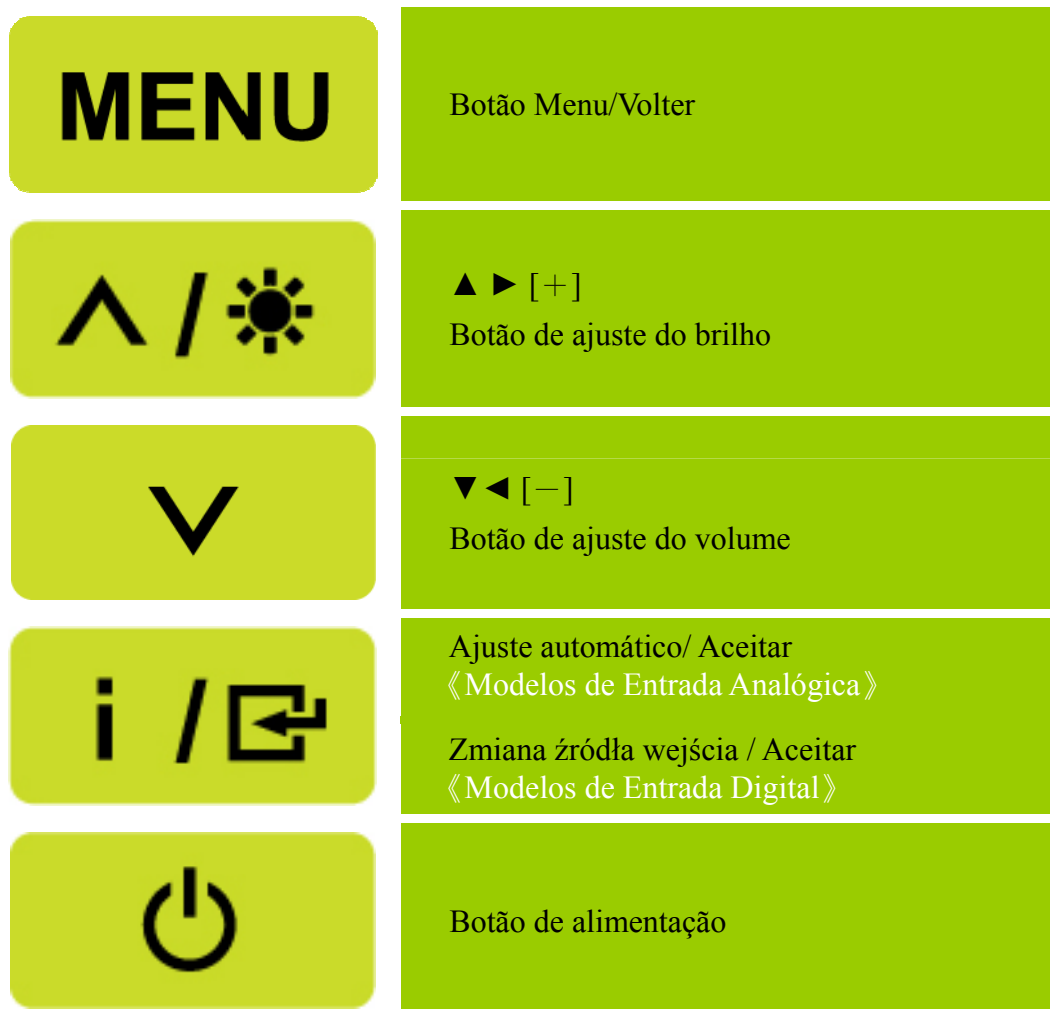 MENU
Botão Menu/Volter
/
▲ ► [+]
Botão de ajuste do brilho
▼◄ [−]
Botão de ajuste do volume
i /
Ajuste automático/ Aceitar
《Modelos de Entrada Analógica》
Zmiana źródła wejścia / Aceitar
《Modelos de Entrada Digital》
Botão de alimentação